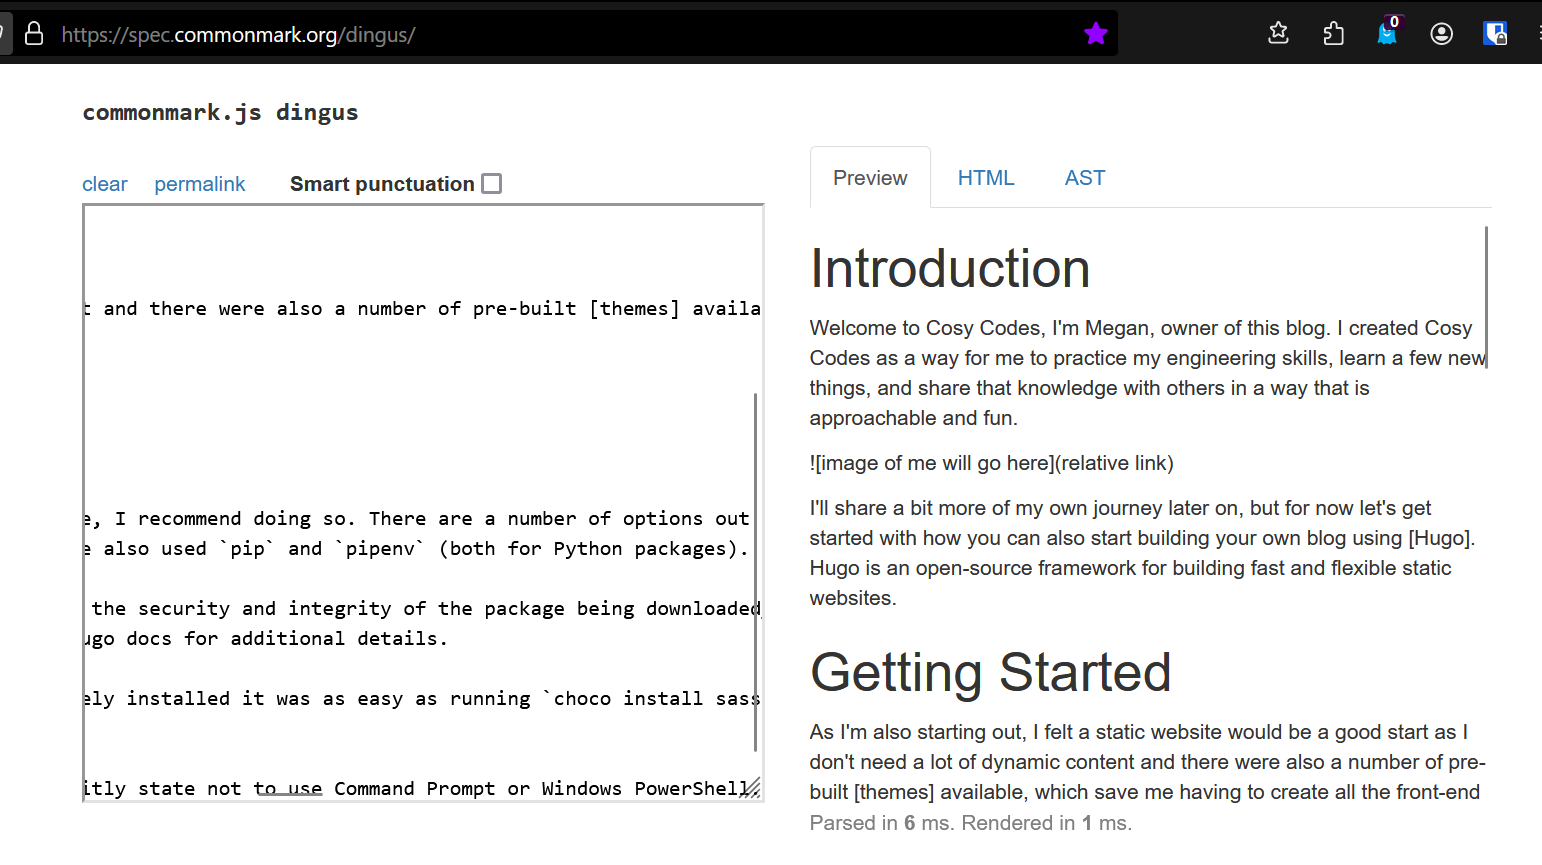 https://spec.commonmark.org/dingus/
0
commonmark.js dingus
clear permalink Smart punctuation
Preview HTML AST
and there were also a number of pre-built [themes] availa
, I recommend doing so. There are a number of options out
also used `pip` and `pipenv` (both for Python packages).
the security and integrity of the package being downloaded
ugo docs for additional details.
ely installed it was as easy as running `choco install sass
itly state not to use Command Prompt or Windows PowerShell
Introduction
Welcome to Cosy Codes, I'm Megan, owner of this blog. I created Cosy
Codes as a way for me to practice my engineering skills, learn a few new
things, and share that knowledge with others in a way that is
approachable and fun.
![image of me will go here](relative link)
I'll share a bit more of my own journey later on, but for now let's get
started with how you can also start building your own blog using [Hugo].
Hugo is an open-source framework for building fast and flexible static
websites.
Getting Started
As I'm also starting out, I felt a static website would be a good start as I
don't need a lot of dynamic content and there were also a number of pre-
built [themes] available, which save me having to create all the front-end
Parsed in 6 ms. Rendered in 1 ms.